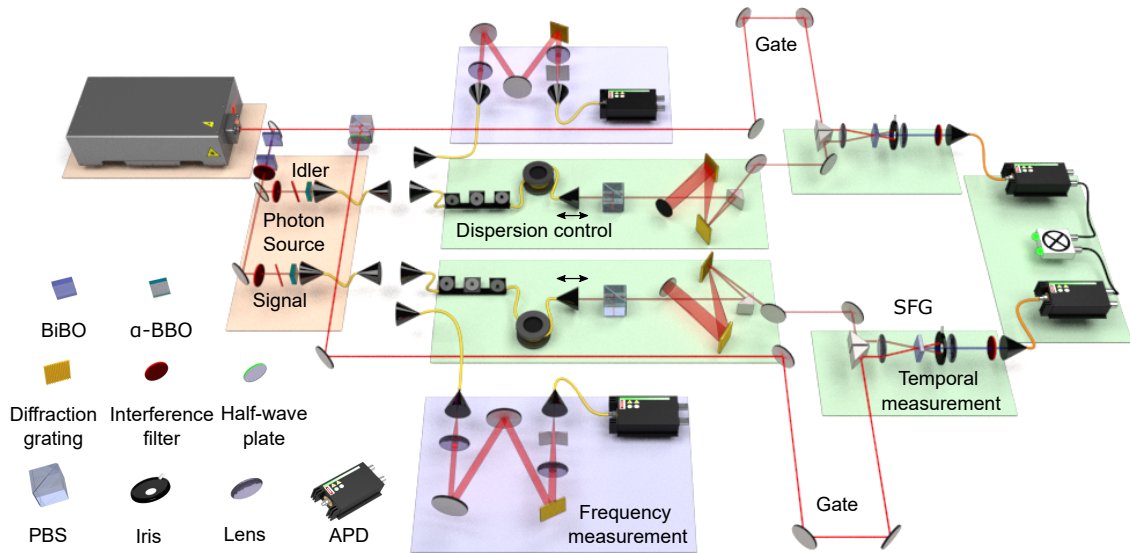 Gate
Idler
Photon
Source
Signal
Dispersion control
SFG
Temporal
measurement
Frequency
measurement
Gate
BiBO
α-BBO
Diffraction
grating
Interference
filter
Half-wave
plate
PBS
Iris
Lens
APD